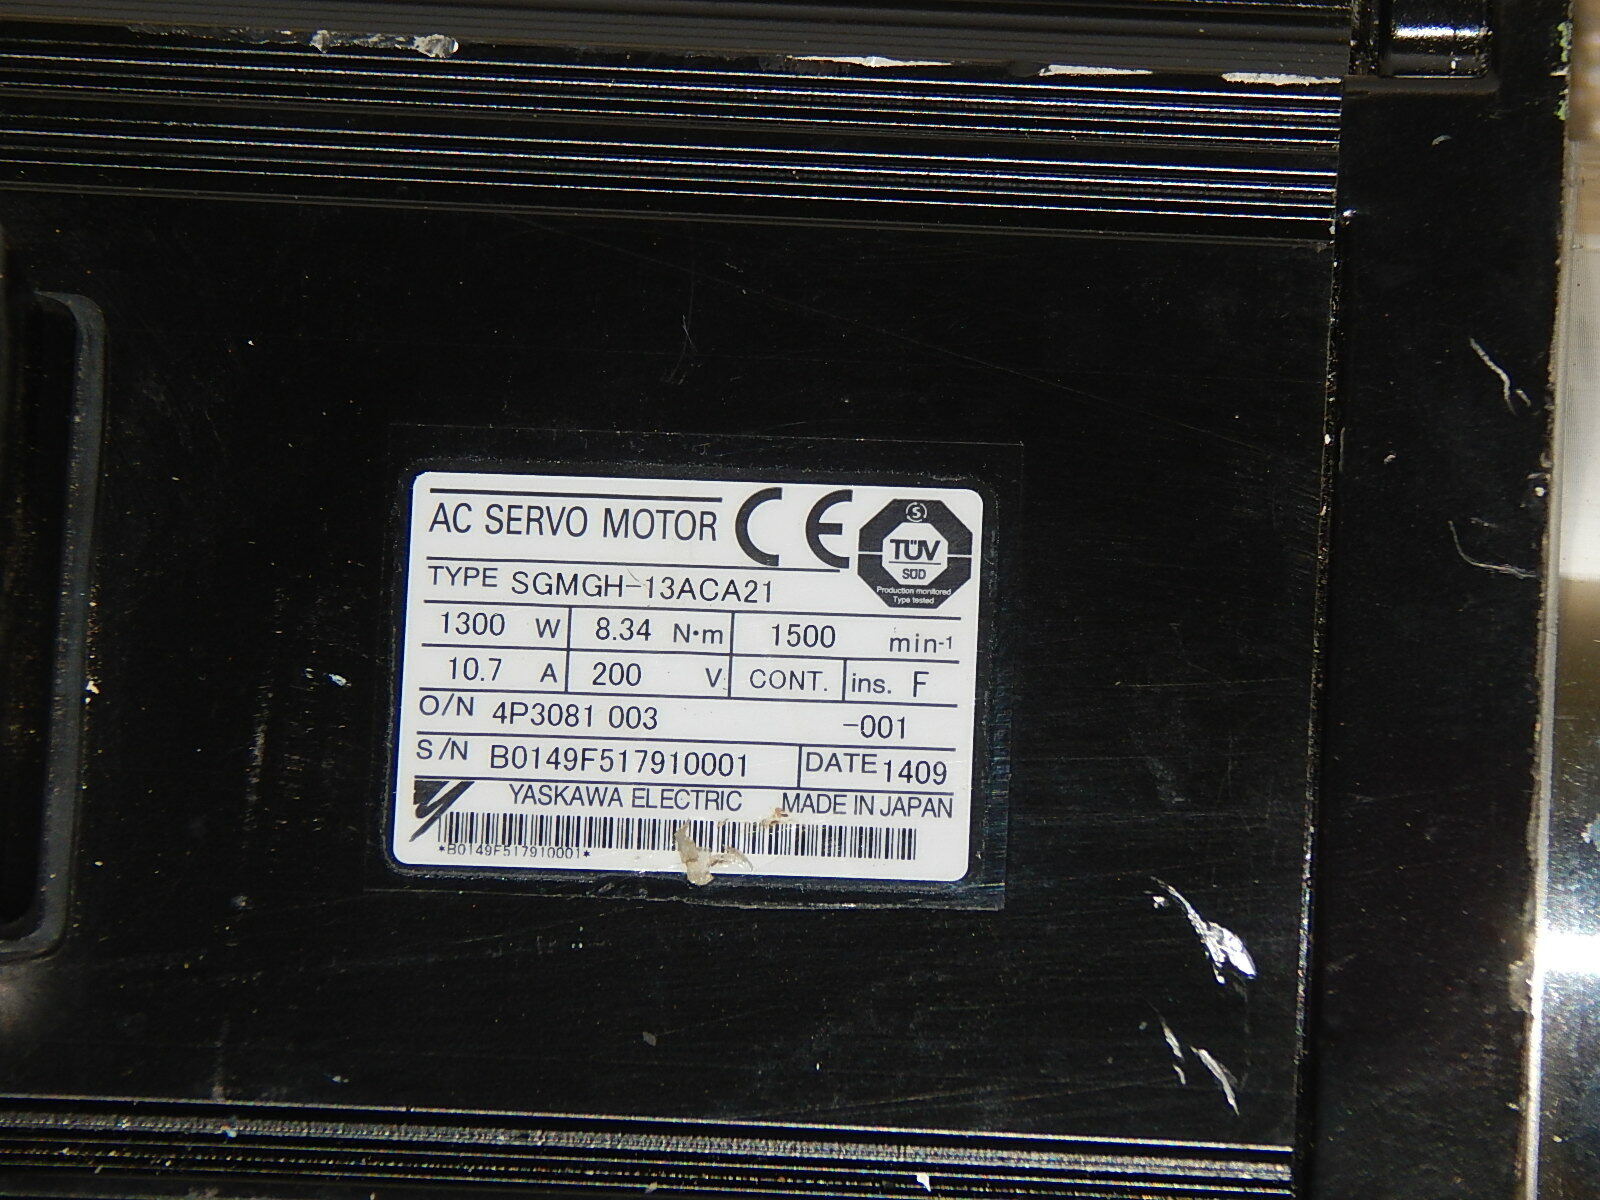 AC SERVO MOTOR CE
S
TÜV
SÜD
Production monitored
Type tested
TYPE SGMGH-13ACA21
1300 W 8.34 N·m 1500 min-1
10.7 A 200 V CONT. ins. F
O/N 4P3081 003 -001
S/N B0149F517910001 DATE 1409
YASKAWA ELECTRIC MADE IN JAPAN
*B0149F517910001*